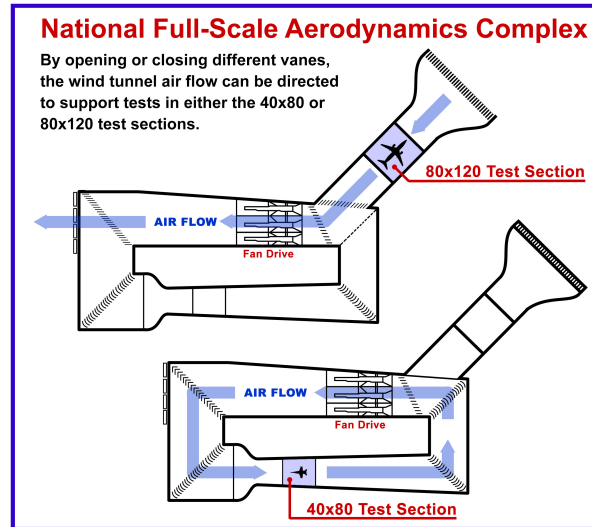 National Full-Scale Aerodynamics Complex
By opening or closing different vanes,
the wind tunnel air flow can be directed
to support tests in either the 40x80 or
80x120 test sections.
80x120 Test Section
AIR FLOW
Fan Drive
AIR FLOW
Fan Drive
40x80 Test Section